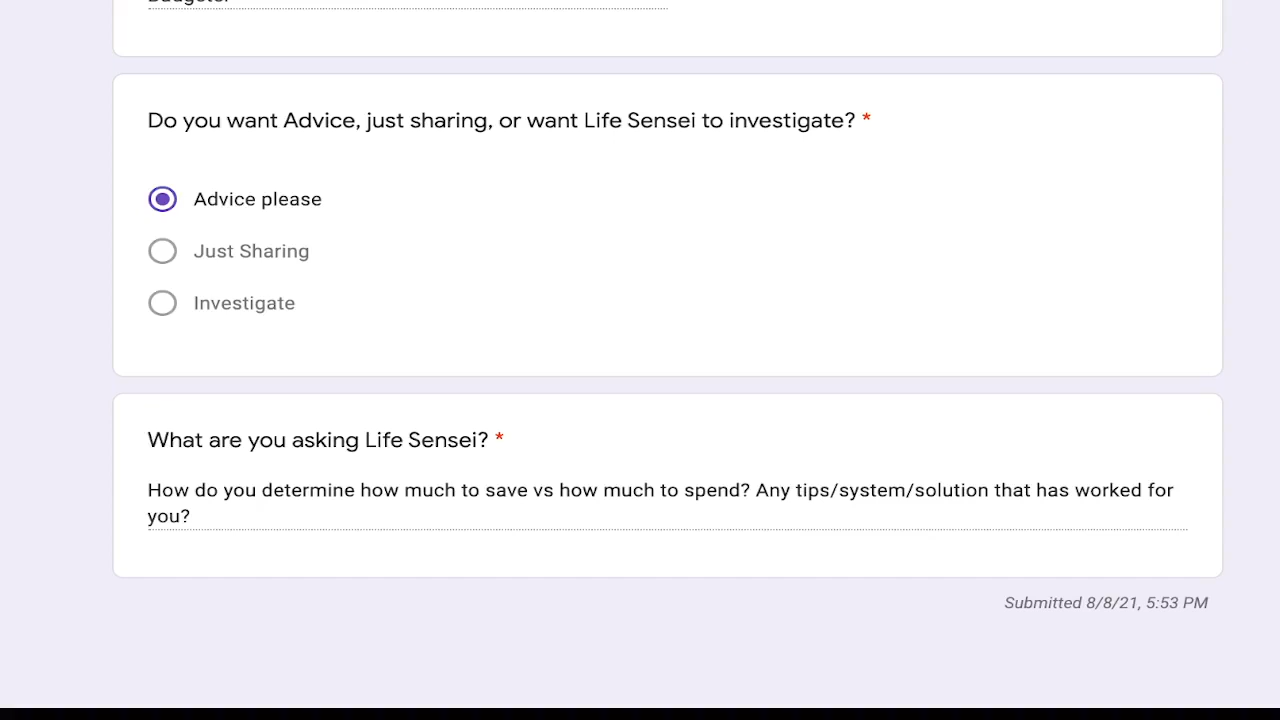 Do you want Advice, just sharing, or want Life Sensei to investigate? *
Advice please
Just Sharing
Investigate
What are you asking Life Sensei? *
How do you determine how much to save vs how much to spend? Any tips/system/solution that has worked for
you?
Submitted 8/8/21, 5:53 PM